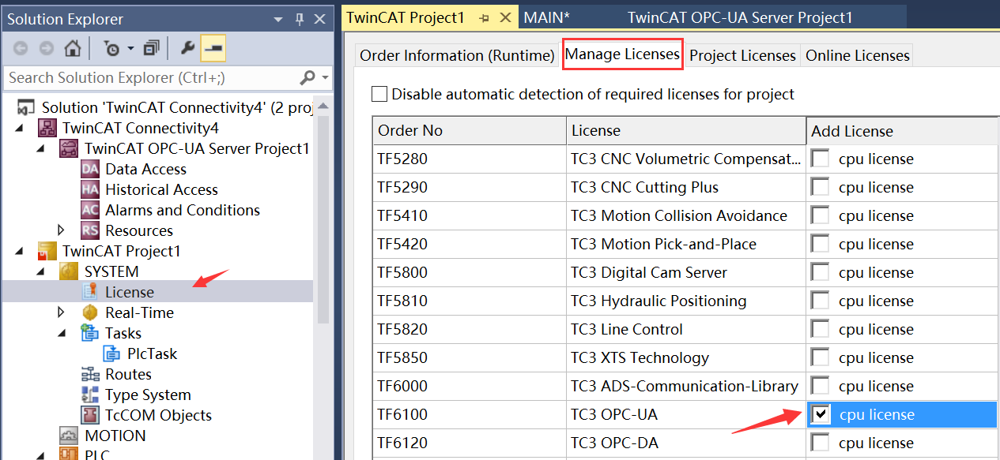 Solution Explorer
Search Solution Explorer (Ctrl+;)
Solution 'TwinCAT Connectivity4' (2 proj
TwinCAT Connectivity4
TwinCAT OPC-UA Server Project1
DA Data Access
HA Historical Access
AC Alarms and Conditions
RS Resources
TwinCAT Project1
SYSTEM
License
Real-Time
Tasks
PlcTask
Routes
Type System
TcCOM Objects
MOTION
PLC
TwinCAT Project1 MAIN* TwinCAT OPC-UA Server Project1
Order Information (Runtime) Manage Licenses Project Licenses Online Licenses
Disable automatic detection of required licenses for project
Order No License Add License
TF5280 TC3 CNC Volumetric Compensat... cpu license
TF5290 TC3 CNC Cutting Plus cpu license
TF5410 TC3 Motion Collision Avoidance cpu license
TF5420 TC3 Motion Pick-and-Place cpu license
TF5800 TC3 Digital Cam Server cpu license
TF5810 TC3 Hydraulic Positioning cpu license
TF5820 TC3 Line Control cpu license
TF5850 TC3 XTS Technology cpu license
TF6000 TC3 ADS-Communication-Library cpu license
TF6100 TC3 OPC-UA cpu license
TF6120 TC3 OPC-DA cpu license